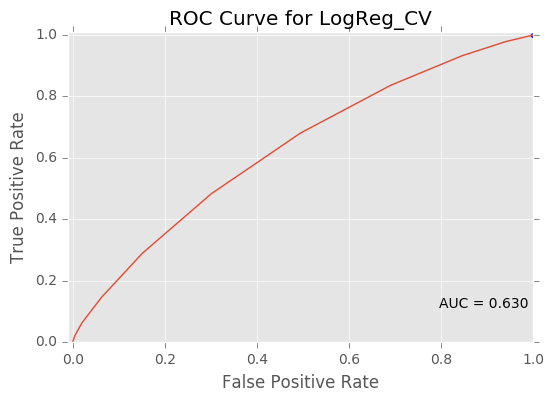 ROC Curve for LogReg_CV
1.0
0.8
0.6
0.4
0.2
0.0
True Positive Rate
AUC = 0.630
0.0 0.2 0.4 0.6 0.8 1.0
False Positive Rate